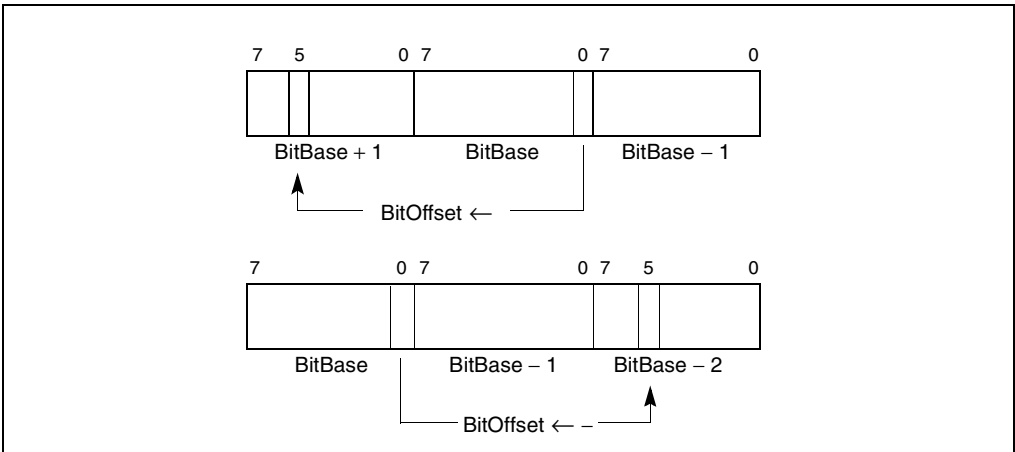 7 5 0 7 0 7 0
BitBase + 1 BitBase BitBase − 1
BitOffset ←
7 0 7 0 7 5 0
BitBase BitBase − 1 BitBase − 2
BitOffset ← −